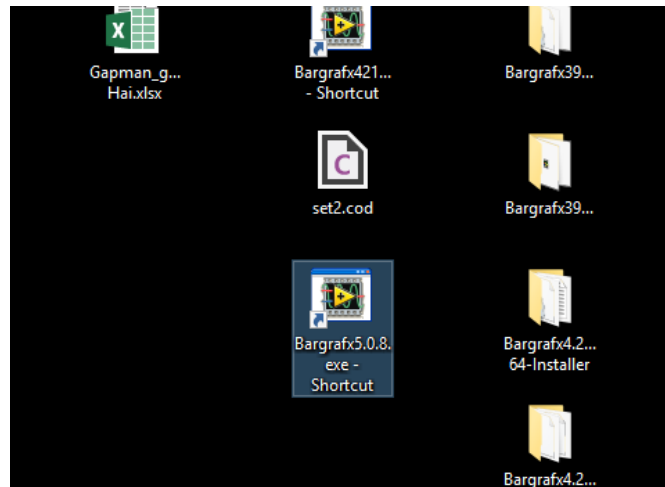 Gapman_g...
Hai.xlsx
Bargrafx421...
- Shortcut
Bargrafx39...
C
set2.cod
Bargrafx39...
Bargrafx5.0.8.
exe -
Shortcut
Bargrafx4.2...
64-Installer
Bargrafx4.2...